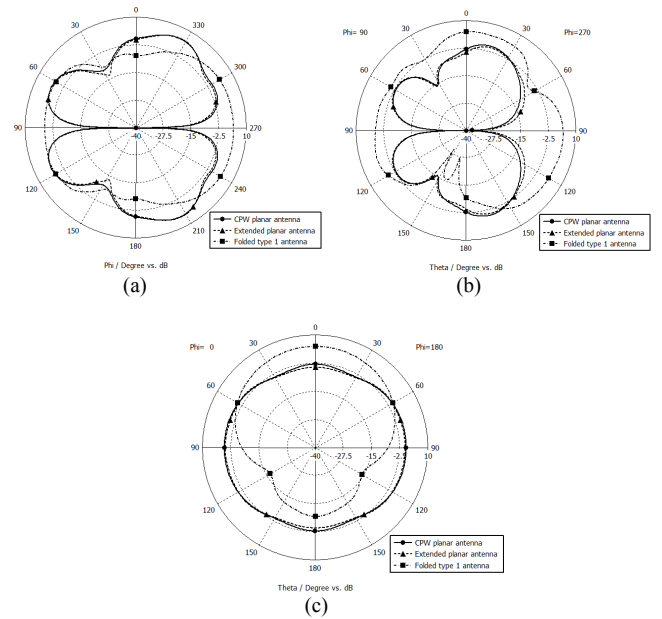 0
30
330
60
300
90
-40
-27.5
-15
-2.5
10
270
120
240
150
210
180
CPW planar antenna
Extended planar antenna
Folded type 1 antenna
Phi / Degree vs. dB
(a)
Phi= 90
0
Phi=270
30
30
60
60
90
-40
-27.5
-15
-2.5
10
120
120
150
150
180
CPW planar antenna
Extended planar antenna
Folded type 1 antenna
Theta / Degree vs. dB
(b)
Phi= 0
0
Phi=180
30
30
60
60
90
-40
-27.5
-15
-2.5
10
120
120
150
150
180
CPW planar antenna
Extended planar antenna
Folded type 1 antenna
Theta / Degree vs. dB
(c)